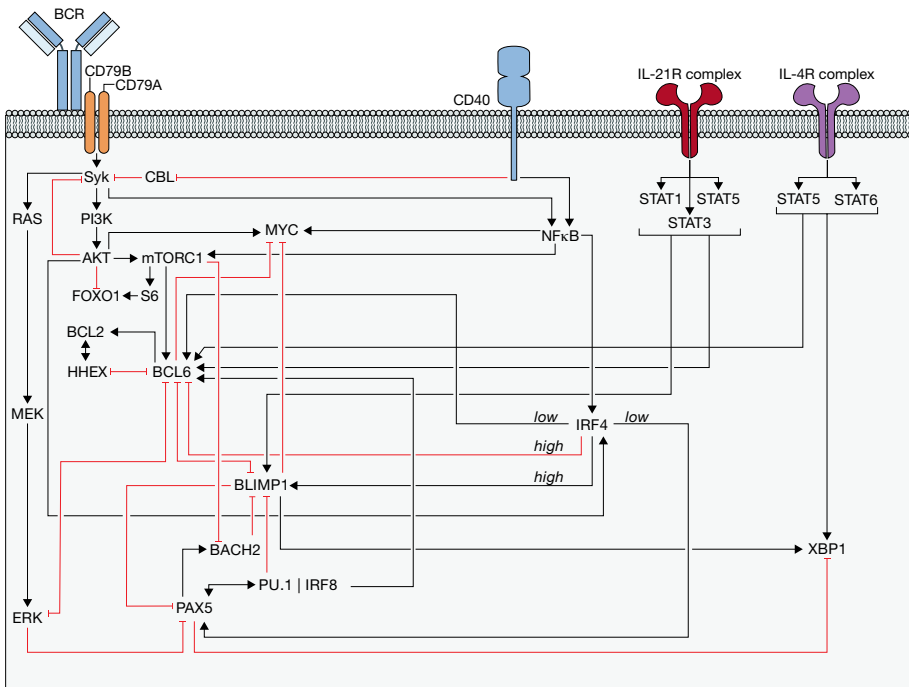 BCR
CD79B
CD79A
CD40
IL-21R complex
IL-4R complex
Syk
CBL
STAT1
STAT5
STAT3
STAT5
STAT6
RAS
PI3K
MYC
NFκB
AKT
mTORC1
FOXO1
S6
BCL2
HHEX
BCL6
MEK
low
IRF4
low
high
BLIMP1
high
BACH2
XBP1
PU.1 | IRF8
PAX5
ERK